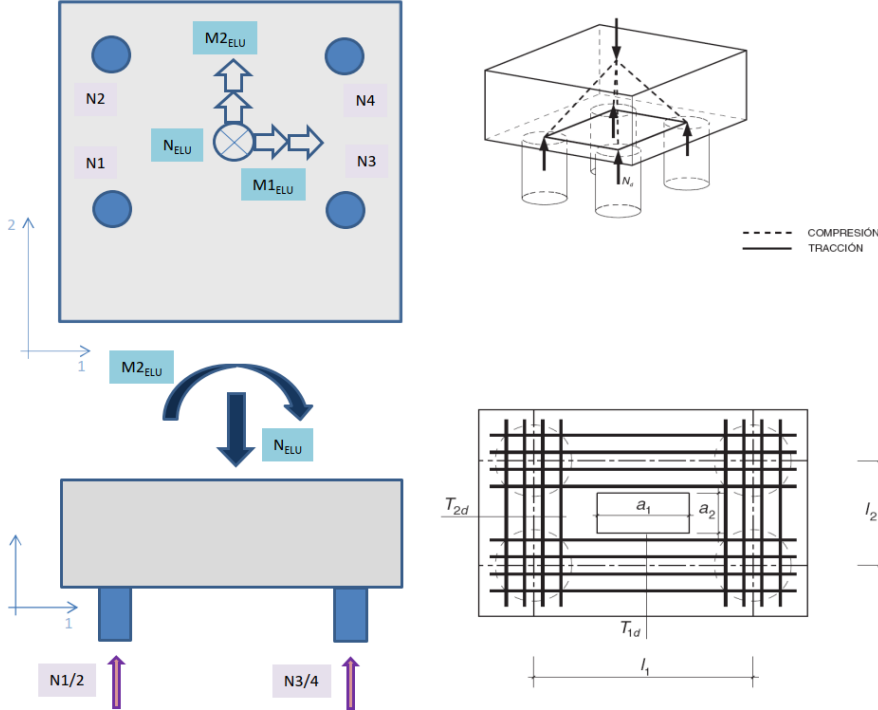 M2ELU
N2
N4
NELU
N1
N3
M1ELU
2
1
Nd
COMPRESIÓN
TRACCIÓN
M2ELU
NELU
1
N1/2
N3/4
T2d
a1
a2
l2
T1d
l1